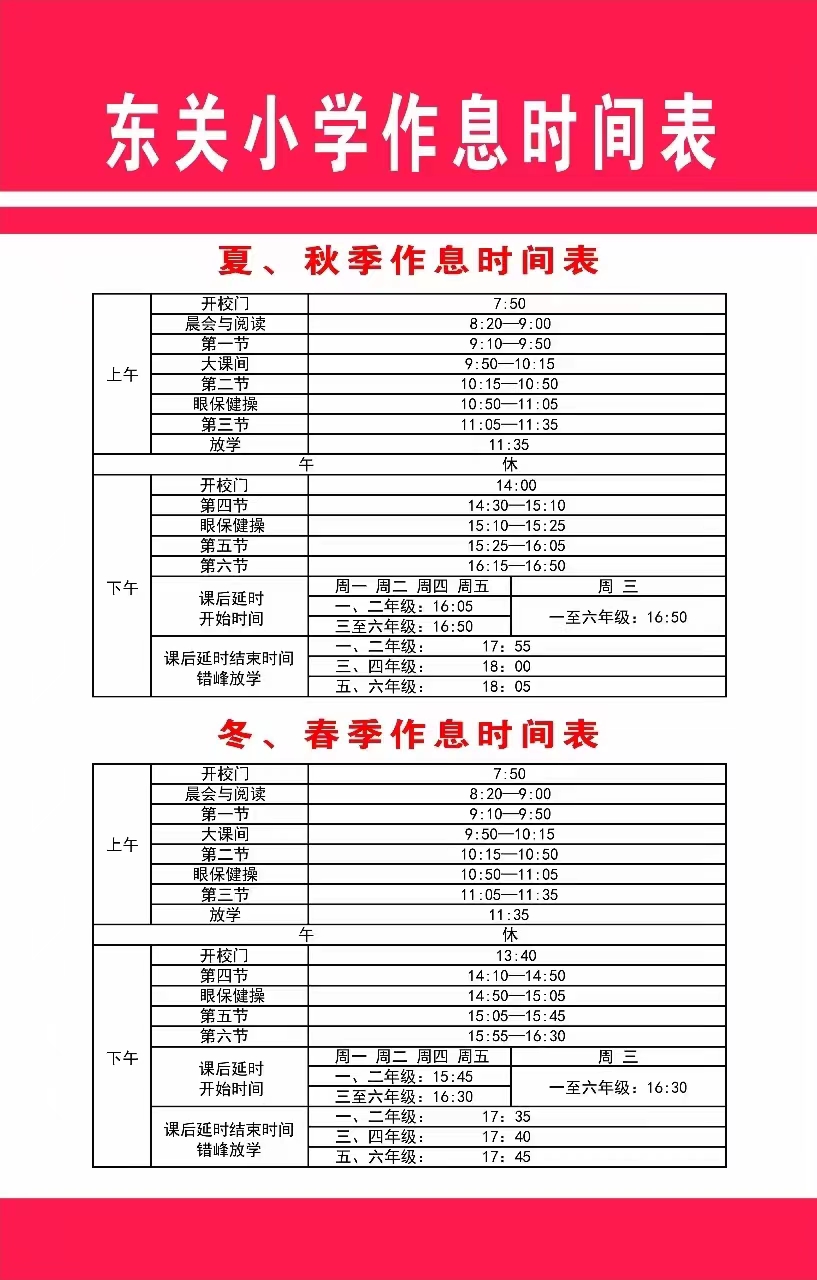 东关小学作息时间表
夏、秋季作息时间表
上午
开校门 7:50
晨会与阅读 8:20—9:00
第一节 9:10—9:50
大课间 9:50—10:15
第二节 10:15—10:50
眼保健操 10:50—11:05
第三节 11:05—11:35
放学 11:35
午 休
下午
开校门 14:00
第四节 14:30—15:10
眼保健操 15:10—15:25
第五节 15:25—16:05
第六节 16:15—16:50
课后延时
开始时间
周一 周二 周四 周五 周 三
一、二年级：16:05
三至六年级：16:50
一至六年级：16:50
课后延时结束时间
错峰放学
一、二年级： 17：55
三、四年级： 18：00
五、六年级： 18：05
冬、春季作息时间表
上午
开校门 7:50
晨会与阅读 8:20—9:00
第一节 9:10—9:50
大课间 9:50—10:15
第二节 10:15—10:50
眼保健操 10:50—11:05
第三节 11:05—11:35
放学 11:35
午 休
下午
开校门 13:40
第四节 14:10—14:50
眼保健操 14:50—15:05
第五节 15:05—15:45
第六节 15:55—16:30
课后延时
开始时间
周一 周二 周四 周五 周 三
一、二年级：15:45
三至六年级：16:30
一至六年级：16:30
课后延时结束时间
错峰放学
一、二年级： 17：35
三、四年级： 17：40
五、六年级： 17：45